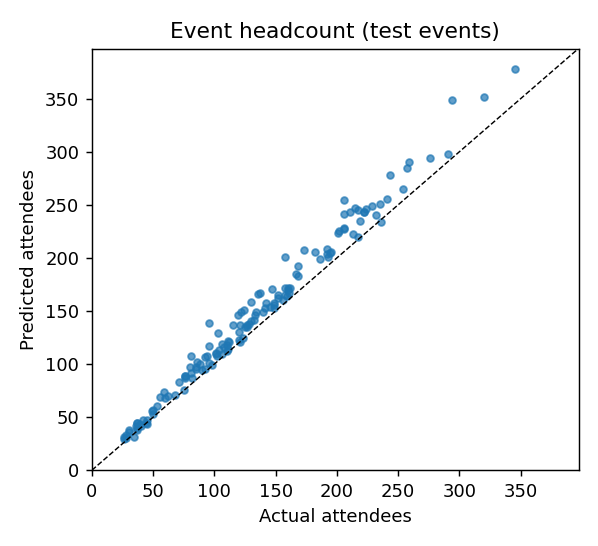 Event headcount (test events)
Predicted attendees
350
300
250
200
150
100
50
0
0 50 100 150 200 250 300 350
Actual attendees